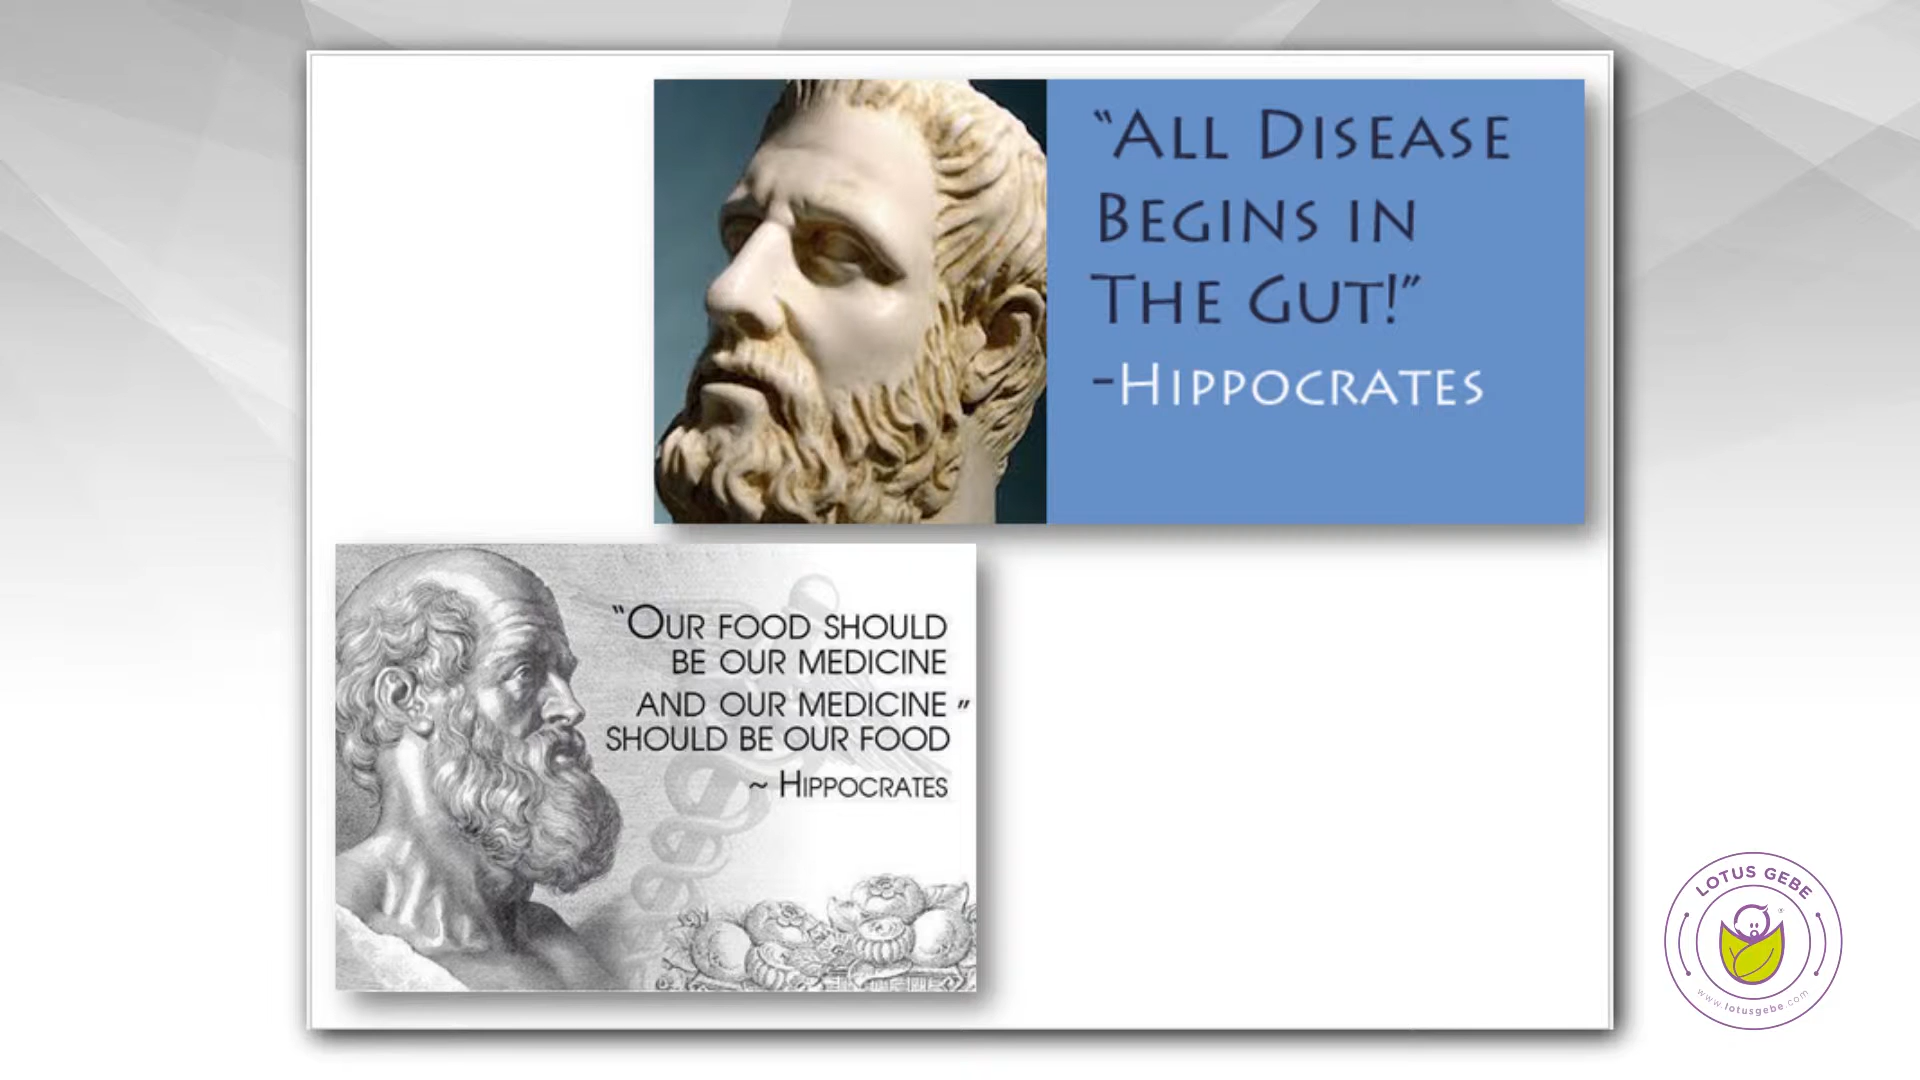 “ALL DISEASE
BEGINS IN
THE GUT!”
-HIPPOCRATES
“OUR FOOD SHOULD
BE OUR MEDICINE
AND OUR MEDICINE ”
SHOULD BE OUR FOOD
~ HIPPOCRATES
LOTUS GEBE
www.lotusgebe.com